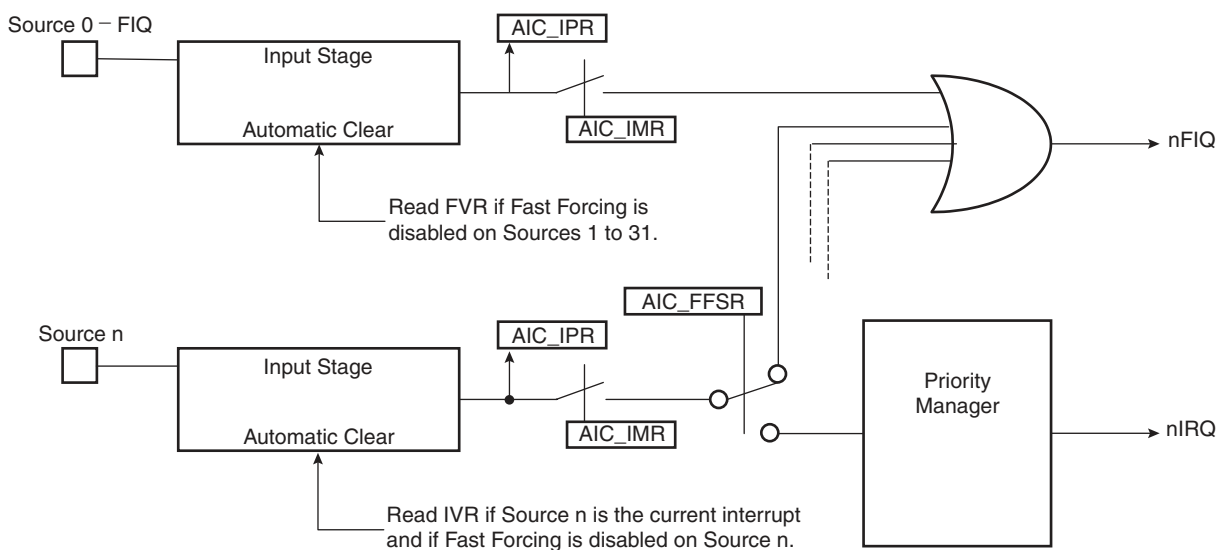 Source 0 – FIQ
AIC_IPR
Input Stage
Automatic Clear
AIC_IMR
nFIQ
Read FVR if Fast Forcing is
disabled on Sources 1 to 31.
AIC_FFSR
Source n
AIC_IPR
Input Stage
Priority
Manager
Automatic Clear
AIC_IMR
nIRQ
Read IVR if Source n is the current interrupt
and if Fast Forcing is disabled on Source n.